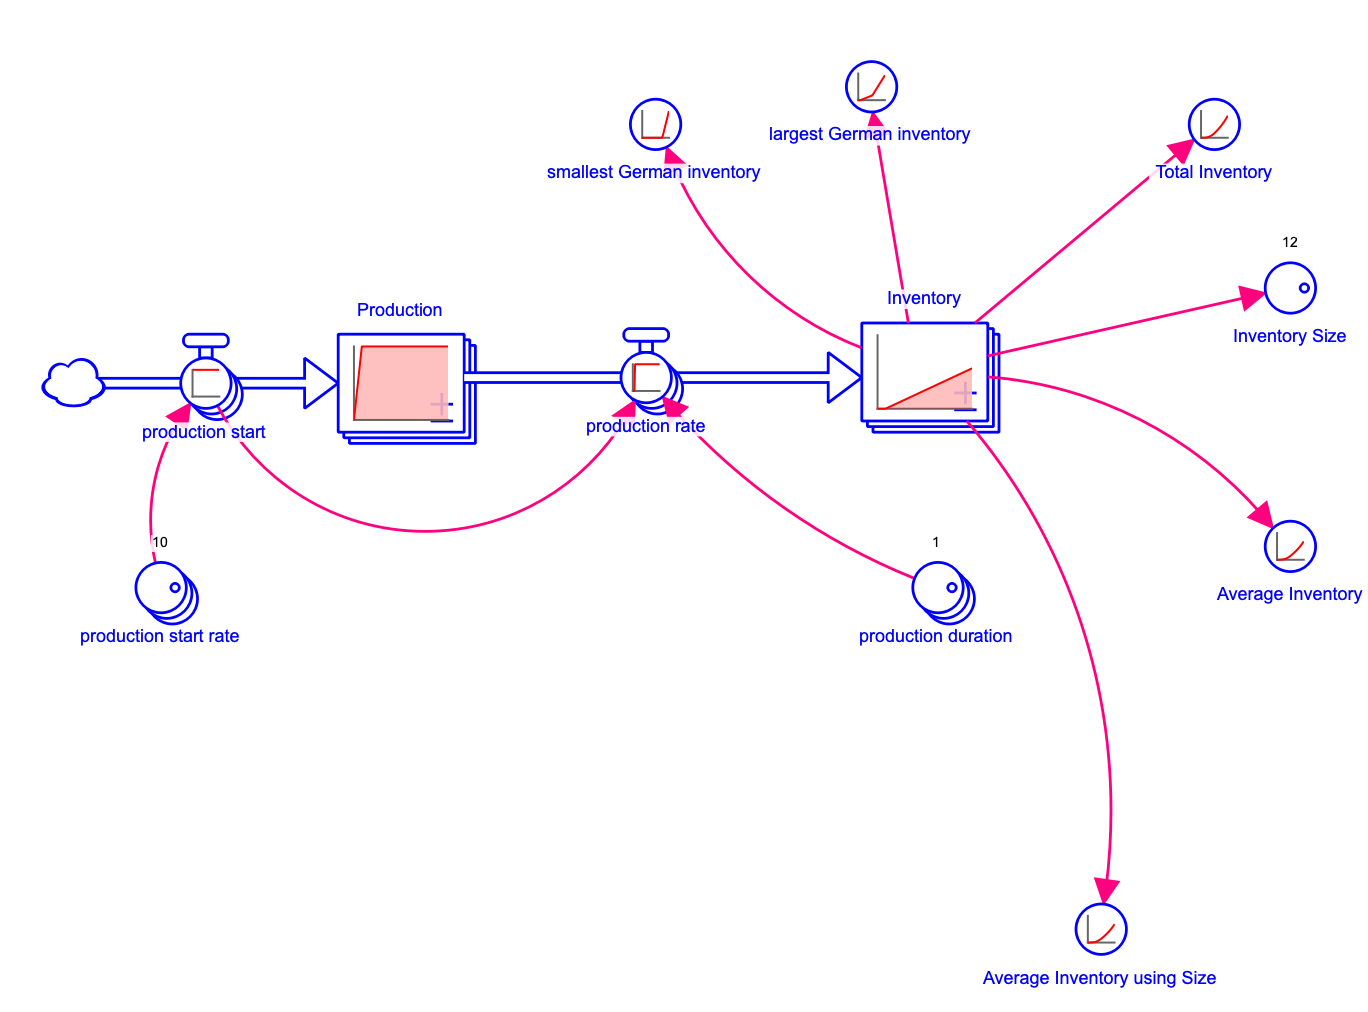 largest German inventory
smallest German inventory
Total Inventory
12
Inventory Size
Inventory
Production
production start
production rate
10
1
production start rate
production duration
Average Inventory
Average Inventory using Size